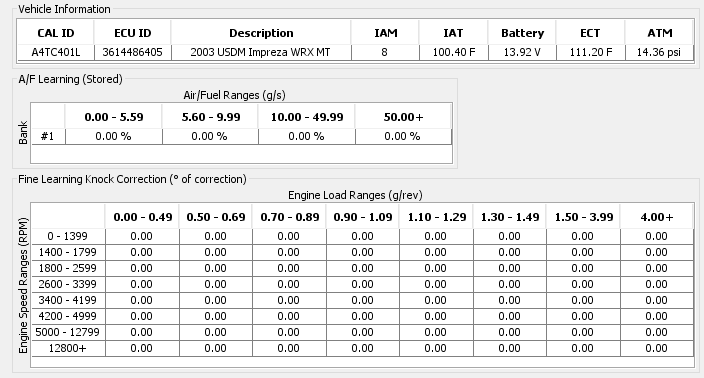 Vehicle Information
CAL ID ECU ID Description IAM IAT Battery ECT ATM
A4TC401L 3614486405 2003 USDM Impreza WRX MT 8 100.40 F 13.92 V 111.20 F 14.36 psi
A/F Learning (Stored)
Air/Fuel Ranges (g/s)
Bank
0.00 - 5.59 5.60 - 9.99 10.00 - 49.99 50.00+
#1 0.00 % 0.00 % 0.00 % 0.00 %
Fine Learning Knock Correction (° of correction)
Engine Load Ranges (g/rev)
Engine Speed Ranges (RPM)
0.00 - 0.49 0.50 - 0.69 0.70 - 0.89 0.90 - 1.09 1.10 - 1.29 1.30 - 1.49 1.50 - 3.99 4.00+
0 - 1399 0.00 0.00 0.00 0.00 0.00 0.00 0.00 0.00
1400 - 1799 0.00 0.00 0.00 0.00 0.00 0.00 0.00 0.00
1800 - 2599 0.00 0.00 0.00 0.00 0.00 0.00 0.00 0.00
2600 - 3399 0.00 0.00 0.00 0.00 0.00 0.00 0.00 0.00
3400 - 4199 0.00 0.00 0.00 0.00 0.00 0.00 0.00 0.00
4200 - 4999 0.00 0.00 0.00 0.00 0.00 0.00 0.00 0.00
5000 - 12799 0.00 0.00 0.00 0.00 0.00 0.00 0.00 0.00
12800+ 0.00 0.00 0.00 0.00 0.00 0.00 0.00 0.00